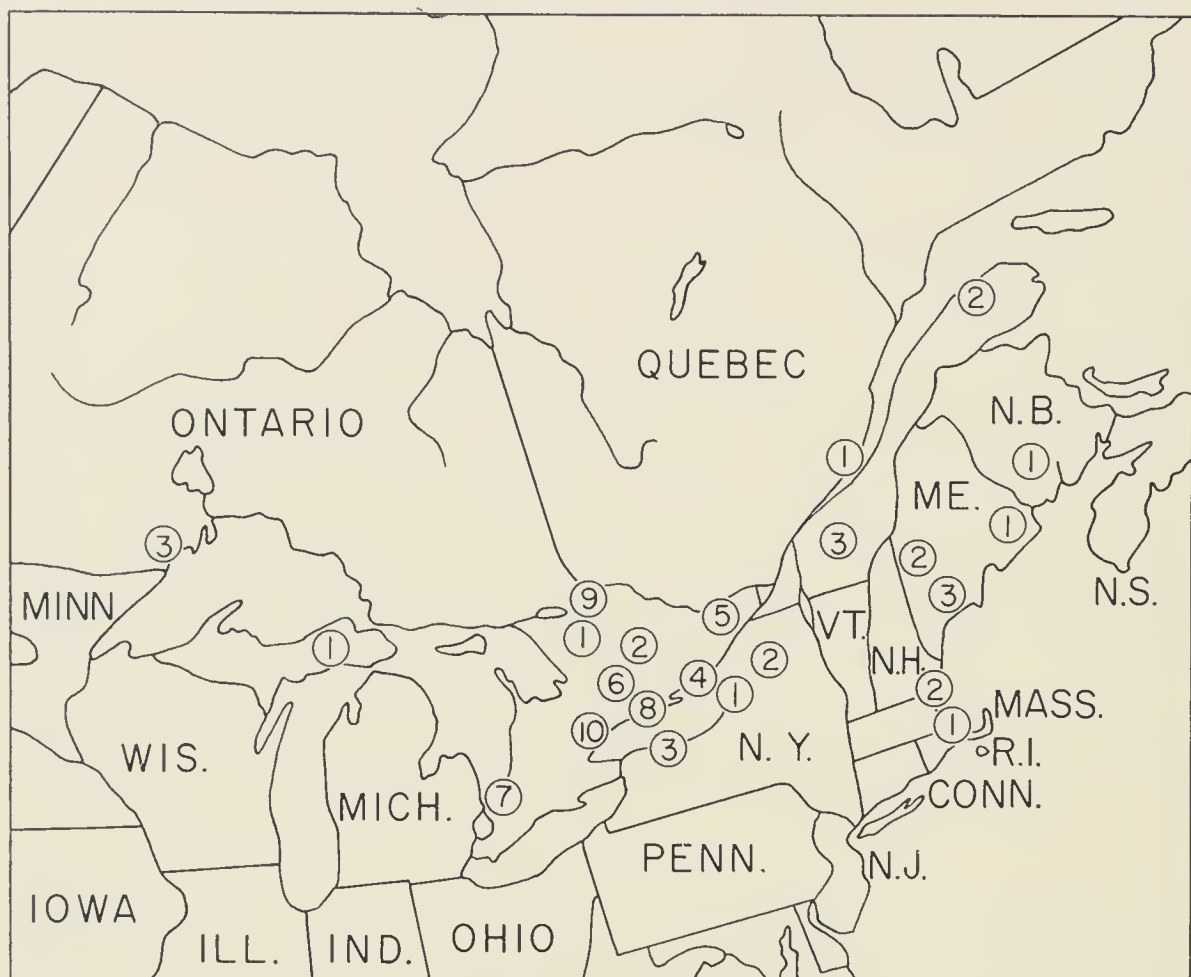 ②
QUEBEC
N.B.
ONTARIO
①
①
ME.
①
③
③
②
③
N.S.
MINN
⑨
⑤
VT.
①
②
②
N.H.
①
⑥
④
①
②
MASS.
⑧
⑩
①
WIS.
③
N. Y.
R.I.
MICH.
⑦
CONN.
PENN.
N.J.
IOWA
ILL.
IND.
OHIO